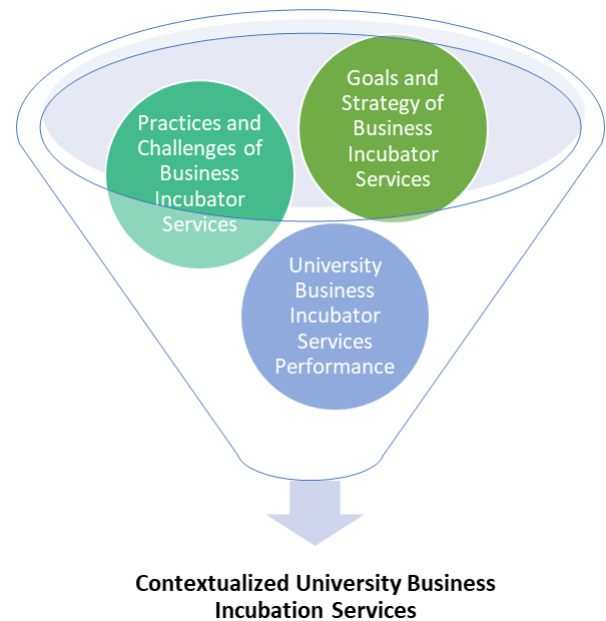 Practices and
Challenges of
Business
Incubator
Services
Goals and
Strategy of
Business
Incubator
Services
University
Business
Incubator
Services
Performance
Contextualized University Business
Incubation Services